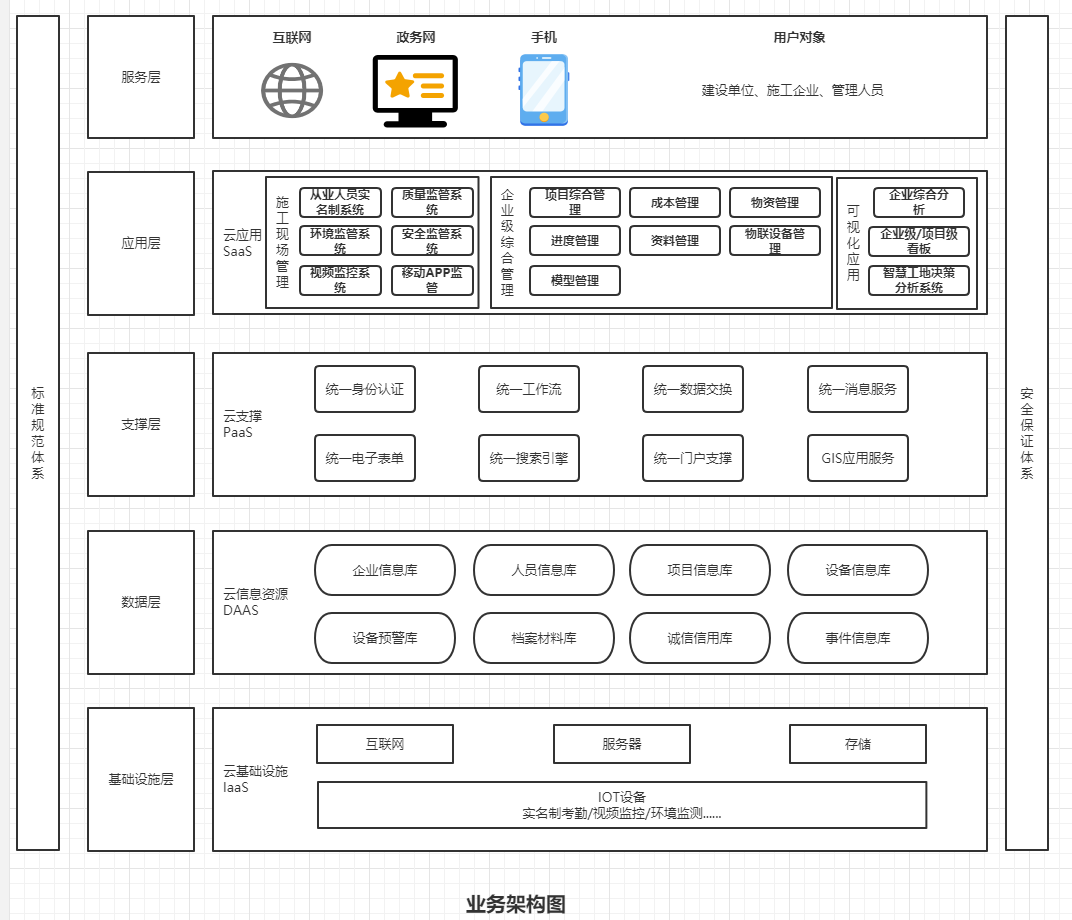 标
准
规
范
体
系
服务层
互联网
政务网
手机
用户对象
建设单位、施工企业、管理人员
应用层
云应用
SaaS
施
工
现
场
管
理
从业人员实
名制系统
质量监管系
统
环境监管系
统
安全监管系
统
视频监控系
统
移动APP监
管
企
业
级
综
合
管
理
项目综合管
理
成本管理
物资管理
进度管理
资料管理
物联设备管
理
模型管理
可
视
化
应
用
企业综合分
析
企业级/项目级
看板
智慧工地决策
分析系统
支撑层
云支撑
PaaS
统一身份认证
统一工作流
统一数据交换
统一消息服务
统一电子表单
统一搜索引擎
统一门户支撑
GIS应用服务
数据层
云信息资源
DAAS
企业信息库
人员信息库
项目信息库
设备信息库
设备预警库
档案材料库
诚信信用库
事件信息库
基础设施层
云基础设施
IaaS
互联网
服务器
存储
IOT设备
实名制考勤/视频监控/环境监测......
安
全
保
证
体
系
业务架构图